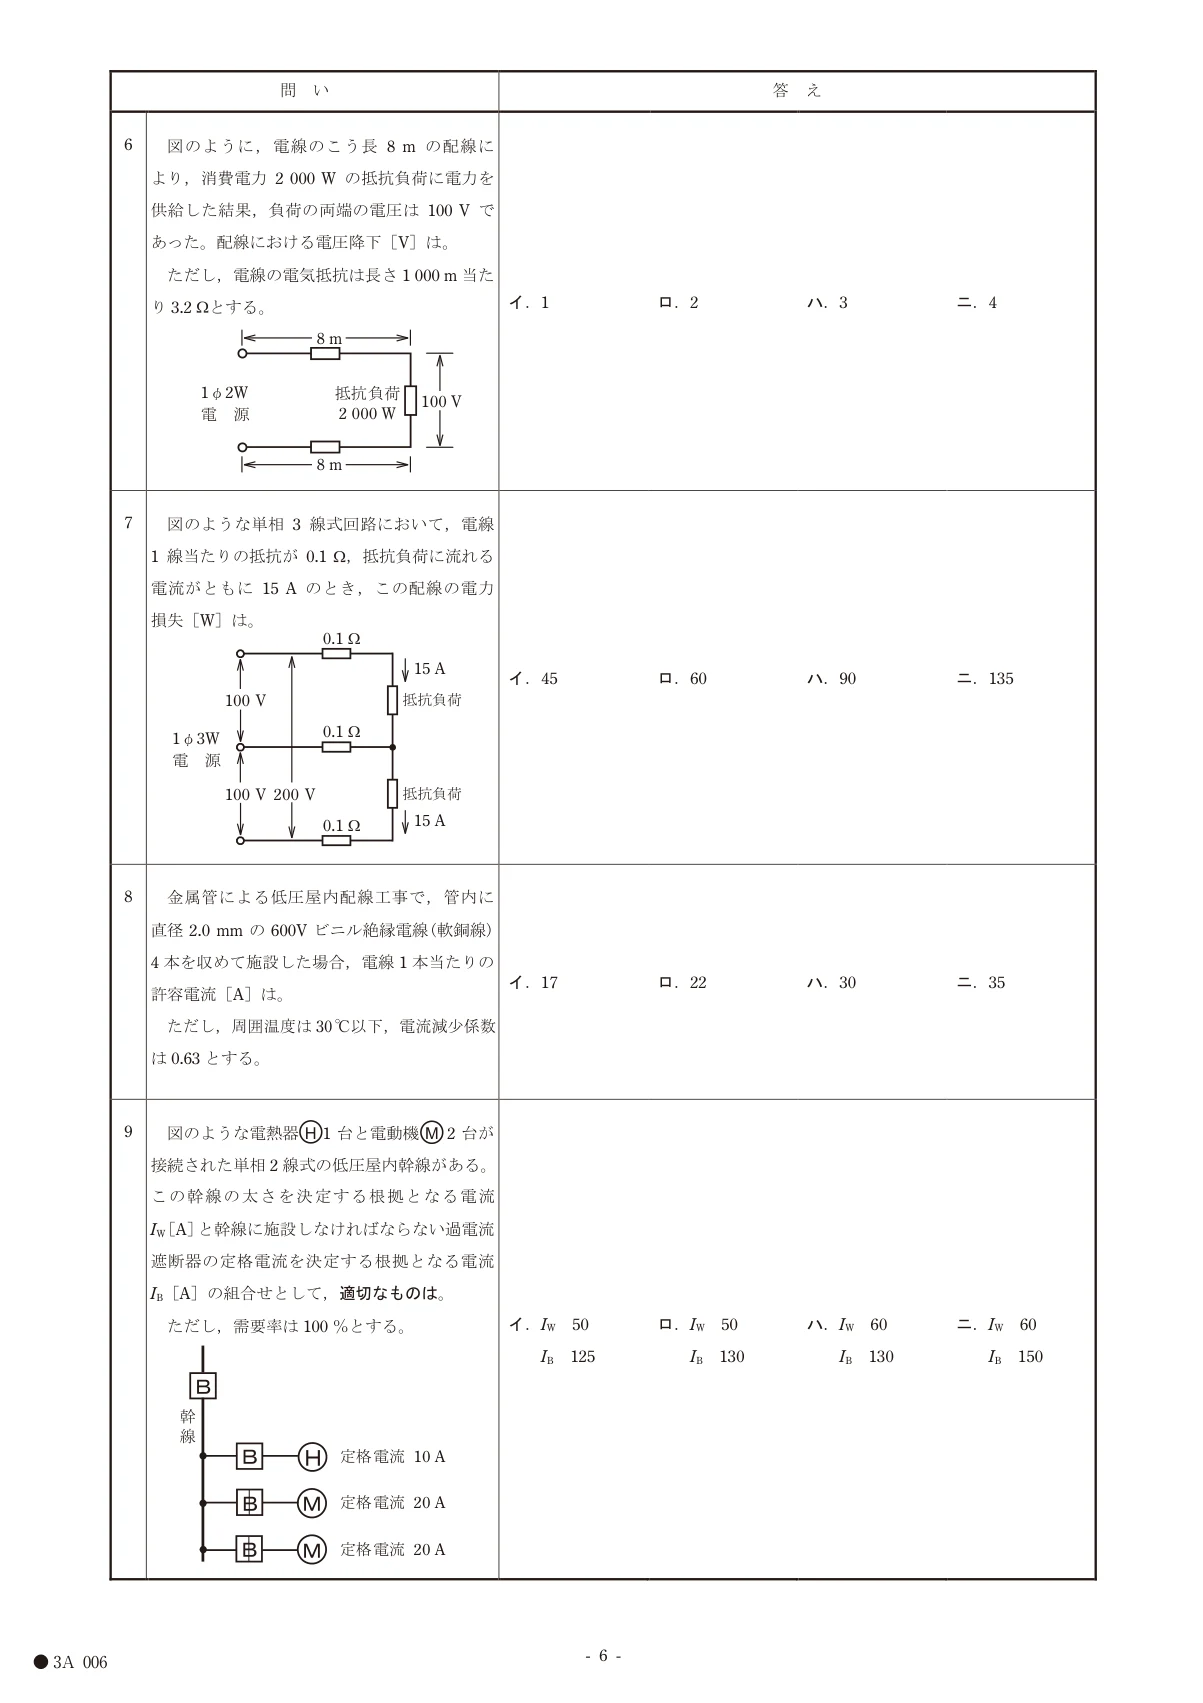 問　い　答　え
6
図のように，電線のこう長 8 m の配線に
より，消費電力 2 000 W の抵抗負荷に電力を
供給した結果，負荷の両端の電圧は 100 V で
あった。配線における電圧降下［V］は。
ただし，電線の電気抵抗は長さ 1 000 m 当た
り 3.2 Ωとする。
8 m
1φ2W
電　源
抵抗負荷
2 000 W
100 V
8 m
イ．1　ロ．2　ハ．3　ニ．4
7
図のような単相 3 線式回路において，電線
1 線当たりの抵抗が 0.1 Ω，抵抗負荷に流れる
電流がともに 15 A のとき，この配線の電力
損失［W］は。
0.1 Ω
15 A
100 V
抵抗負荷
0.1 Ω
1φ3W
電　源
100 V 200 V
抵抗負荷
15 A
0.1 Ω
イ．45　ロ．60　ハ．90　ニ．135
8
金属管による低圧屋内配線工事で，管内に
直径 2.0 mm の 600V ビニル絶縁電線（軟銅線）
4 本を収めて施設した場合，電線 1 本当たりの
許容電流［A］は。
ただし，周囲温度は 30 ℃以下，電流減少係数
は 0.63 とする。
イ．17　ロ．22　ハ．30　ニ．35
9
図のような電熱器Ⓗ1 台と電動機Ⓜ 2 台が
接続された単相 2 線式の低圧屋内幹線がある。
この幹線の太さを決定する根拠となる電流
IW［A］と幹線に施設しなければならない過電流
遮断器の定格電流を決定する根拠となる電流
IB［A］の組合せとして，適切なものは。
ただし，需要率は 100 ％とする。
B
幹
線
B H 定格電流 10 A
B M 定格電流 20 A
B M 定格電流 20 A
イ．IW 50　ロ．IW 50　ハ．IW 60　ニ．IW 60
IB 125　IB 130　IB 130　IB 150
- 6 -
●3A 006